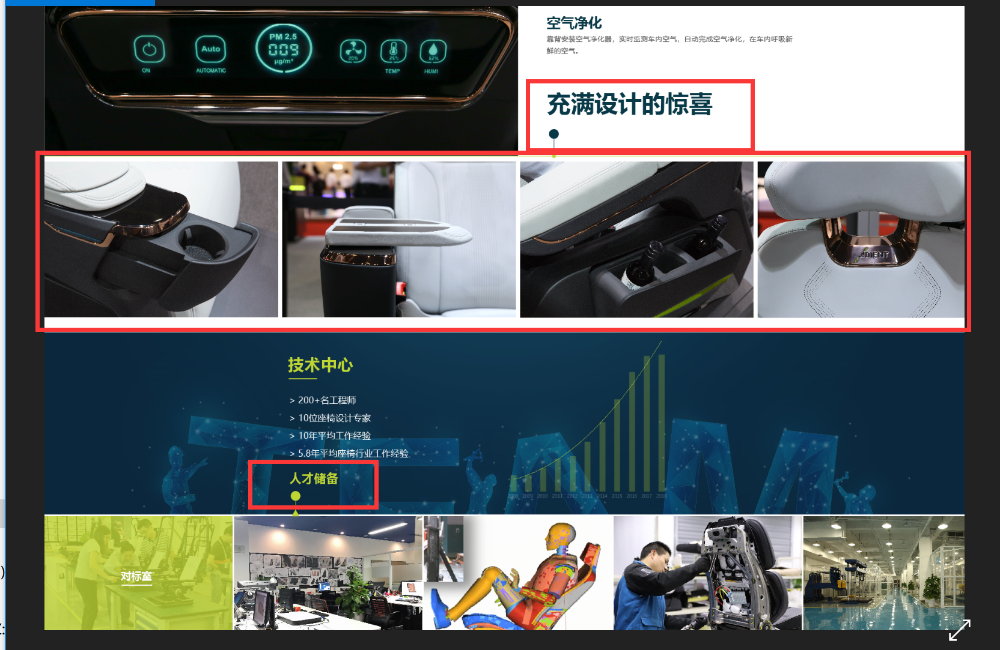 PM 2.5
009
μg/m³
Auto
ON
AUTOMATIC
20%
25℃
62%
TEMP
HUMI
空气净化
靠背安装空气净化器，实时监测车内空气，自动完成空气净化，在车内呼吸新
鲜的空气。
充满设计的惊喜
ADIENT
技术中心
> 200+名工程师
> 10位座椅设计专家
> 10年平均工作经验
> 5.8年平均座椅行业工作经验
人才储备
TEAM
2008 2009 2010 2011 2012 2013 2014 2015 2016 2017 2018
对标室